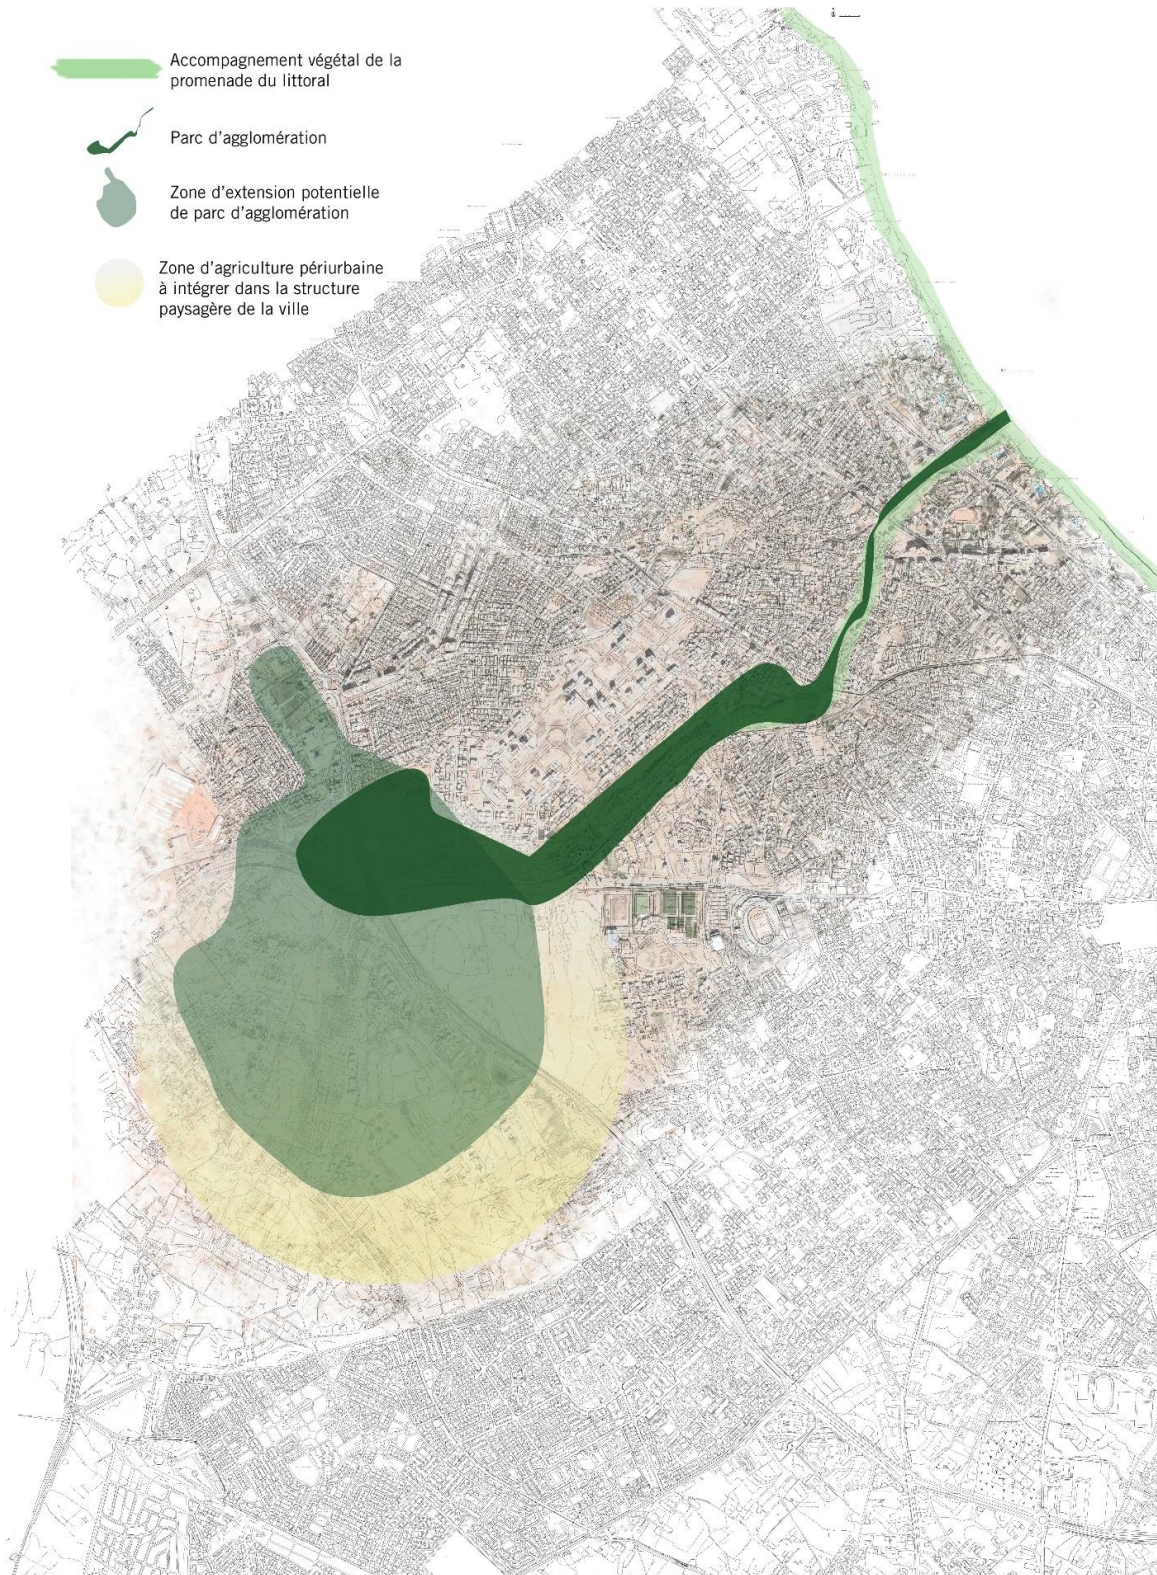 Accompagnement végétal de la
promenade du littoral
Parc d'agglomération
Zone d'extension potentielle
de parc d'agglomération
Zone d'agriculture périurbaine
à intégrer dans la structure
paysagère de la ville